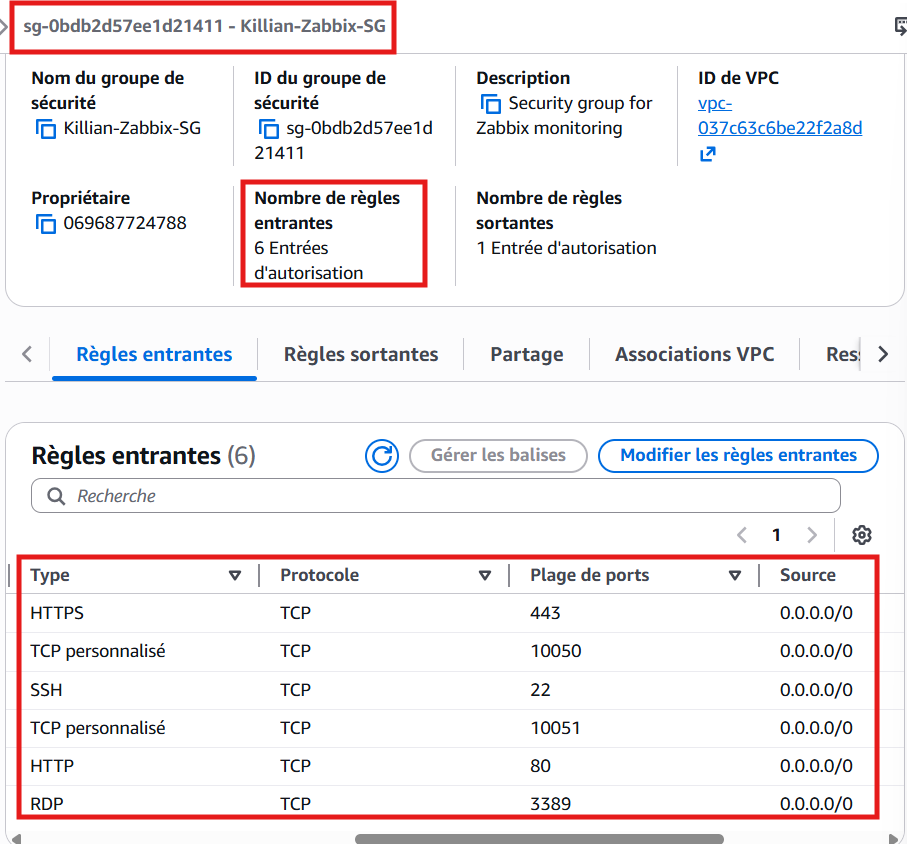 sg-0bdb2d57ee1d21411 - Killian-Zabbix-SG
Nom du groupe de
sécurité
Killian-Zabbix-SG
ID du groupe de
sécurité
sg-0bdb2d57ee1d
21411
Description
Security group for
Zabbix monitoring
ID de VPC
vpc-
037c63c6be22f2a8d
Propriétaire
069687724788
Nombre de règles
entrantes
6 Entrées
d'autorisation
Nombre de règles
sortantes
1 Entrée d'autorisation
Règles entrantes Règles sortantes Partage Associations VPC Res
Règles entrantes (6) Gérer les balises Modifier les règles entrantes
Recherche
1
Type Protocole Plage de ports Source
HTTPS TCP 443 0.0.0.0/0
TCP personnalisé TCP 10050 0.0.0.0/0
SSH TCP 22 0.0.0.0/0
TCP personnalisé TCP 10051 0.0.0.0/0
HTTP TCP 80 0.0.0.0/0
RDP TCP 3389 0.0.0.0/0